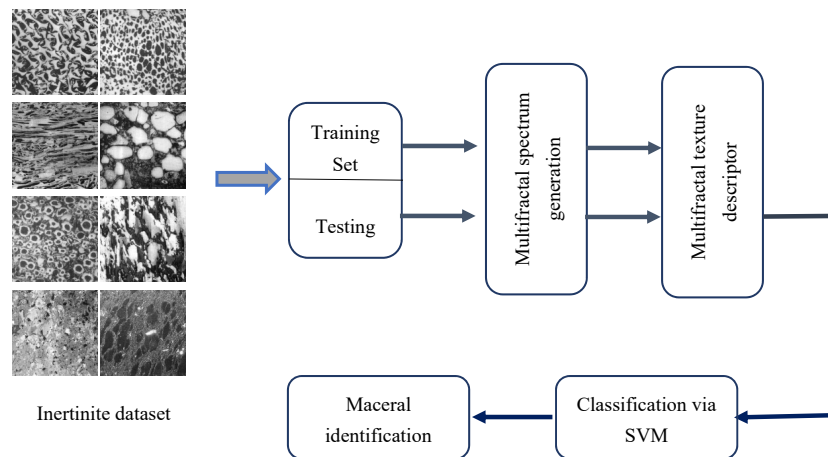 Training
Set
Testing
Multifractal spectrum
generation
Multifractal texture
descriptor
Inertinite dataset
Maceral
identification
Classification via
SVM